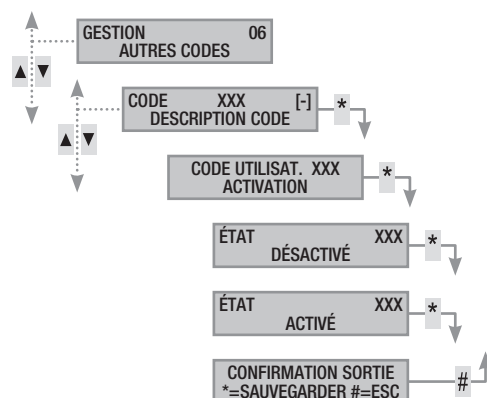 GESTION 06
AUTRES CODES
▲ ▼
CODE XXX [-] *
DESCRIPTION CODE
▲ ▼
CODE UTILISAT. XXX *
ACTIVATION
ÉTAT XXX *
DÉSACTIVÉ
ÉTAT XXX *
ACTIVÉ
CONFIRMATION SORTIE
*=SAUVEGARDER #=ESC #